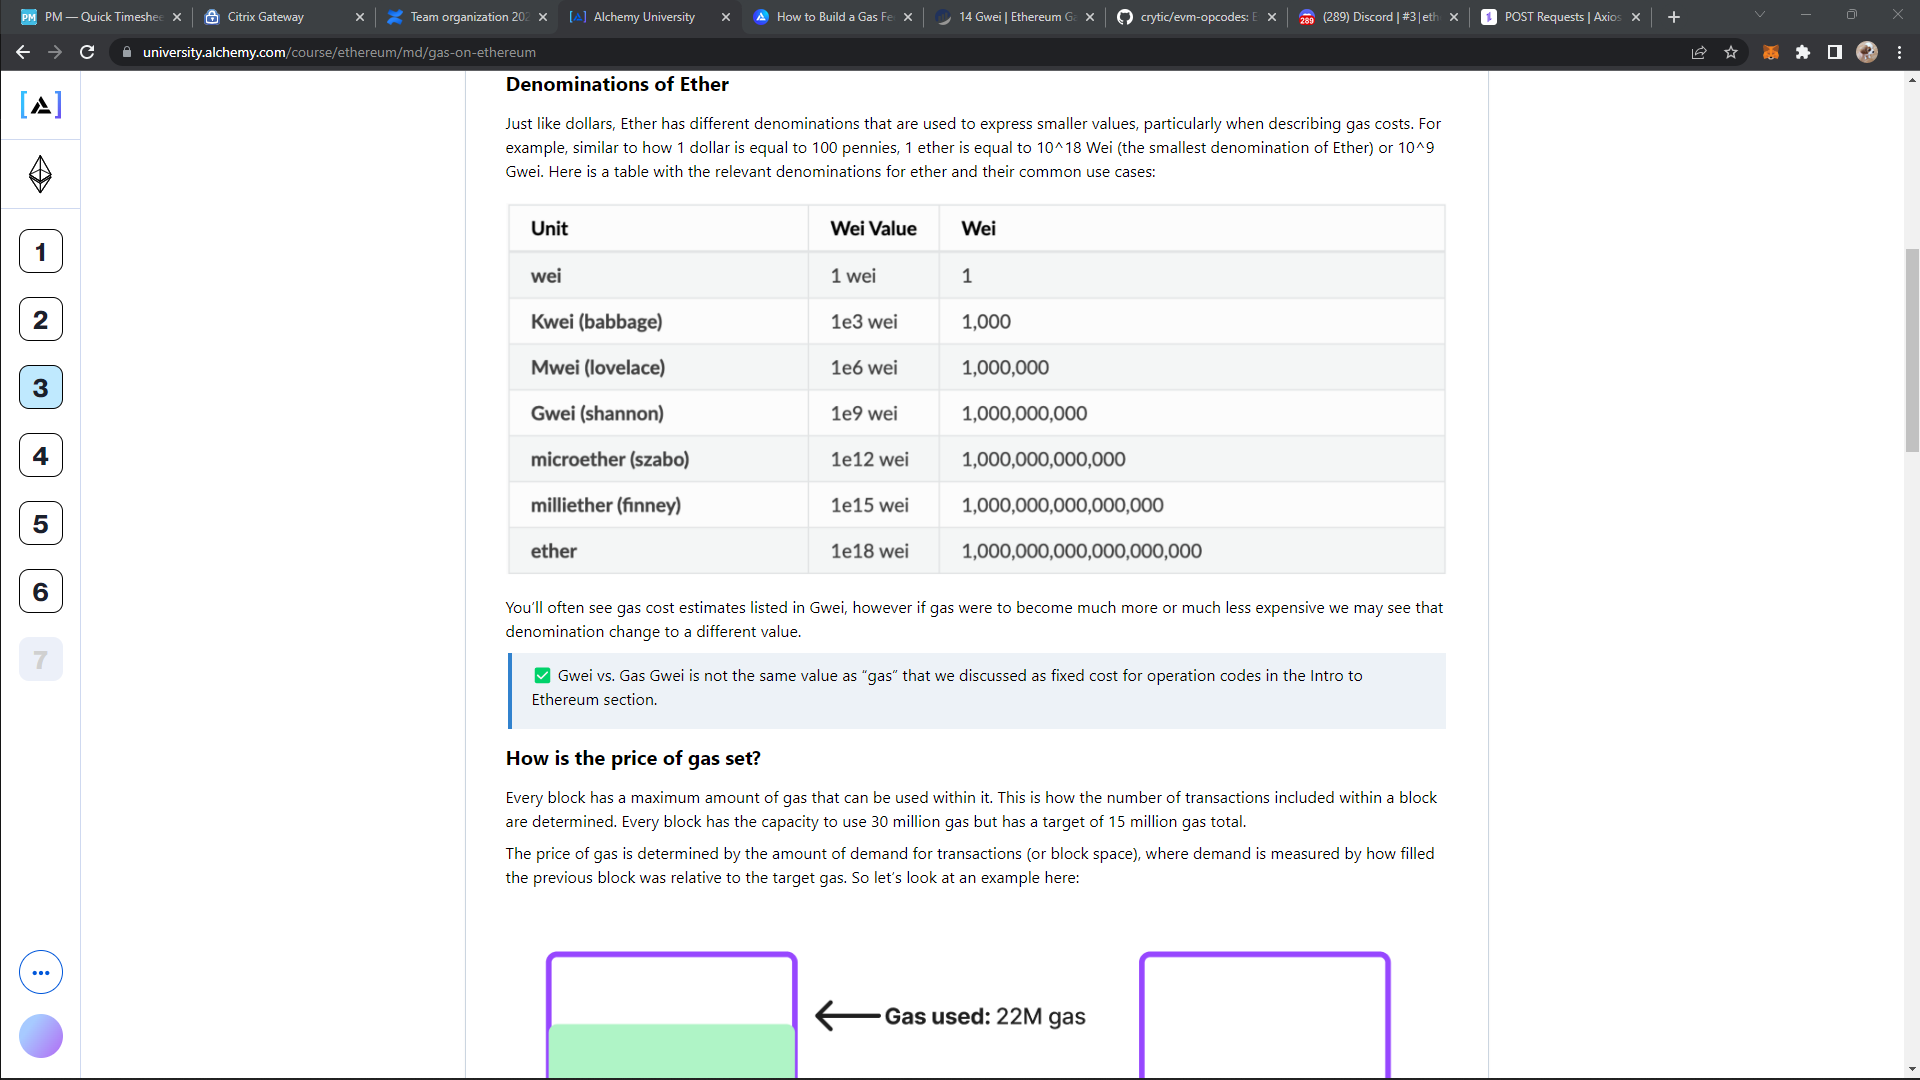 PM — Quick Timeshee
Citrix Gateway
Team organization 202
Alchemy University
How to Build a Gas Fe
14 Gwei | Ethereum G
crytic/evm-opcodes: E
(289) Discord | #3|eth
POST Requests | Axios
university.alchemy.com/course/ethereum/md/gas-on-ethereum
Denominations of Ether
Just like dollars, Ether has different denominations that are used to express smaller values, particularly when describing gas costs. For
example, similar to how 1 dollar is equal to 100 pennies, 1 ether is equal to 10^18 Wei (the smallest denomination of Ether) or 10^9
Gwei. Here is a table with the relevant denominations for ether and their common use cases:
Unit Wei Value Wei
wei 1 wei 1
Kwei (babbage) 1e3 wei 1,000
Mwei (lovelace) 1e6 wei 1,000,000
Gwei (shannon) 1e9 wei 1,000,000,000
microether (szabo) 1e12 wei 1,000,000,000,000
milliether (finney) 1e15 wei 1,000,000,000,000,000
ether 1e18 wei 1,000,000,000,000,000,000
You'll often see gas cost estimates listed in Gwei, however if gas were to become much more or much less expensive we may see that
denomination change to a different value.
✅ Gwei vs. Gas Gwei is not the same value as "gas" that we discussed as fixed cost for operation codes in the Intro to
Ethereum section.
How is the price of gas set?
Every block has a maximum amount of gas that can be used within it. This is how the number of transactions included within a block
are determined. Every block has the capacity to use 30 million gas but has a target of 15 million gas total.
The price of gas is determined by the amount of demand for transactions (or block space), where demand is measured by how filled
the previous block was relative to the target gas. So let's look at an example here:
Gas used: 22M gas
1
2
3
4
5
6
7